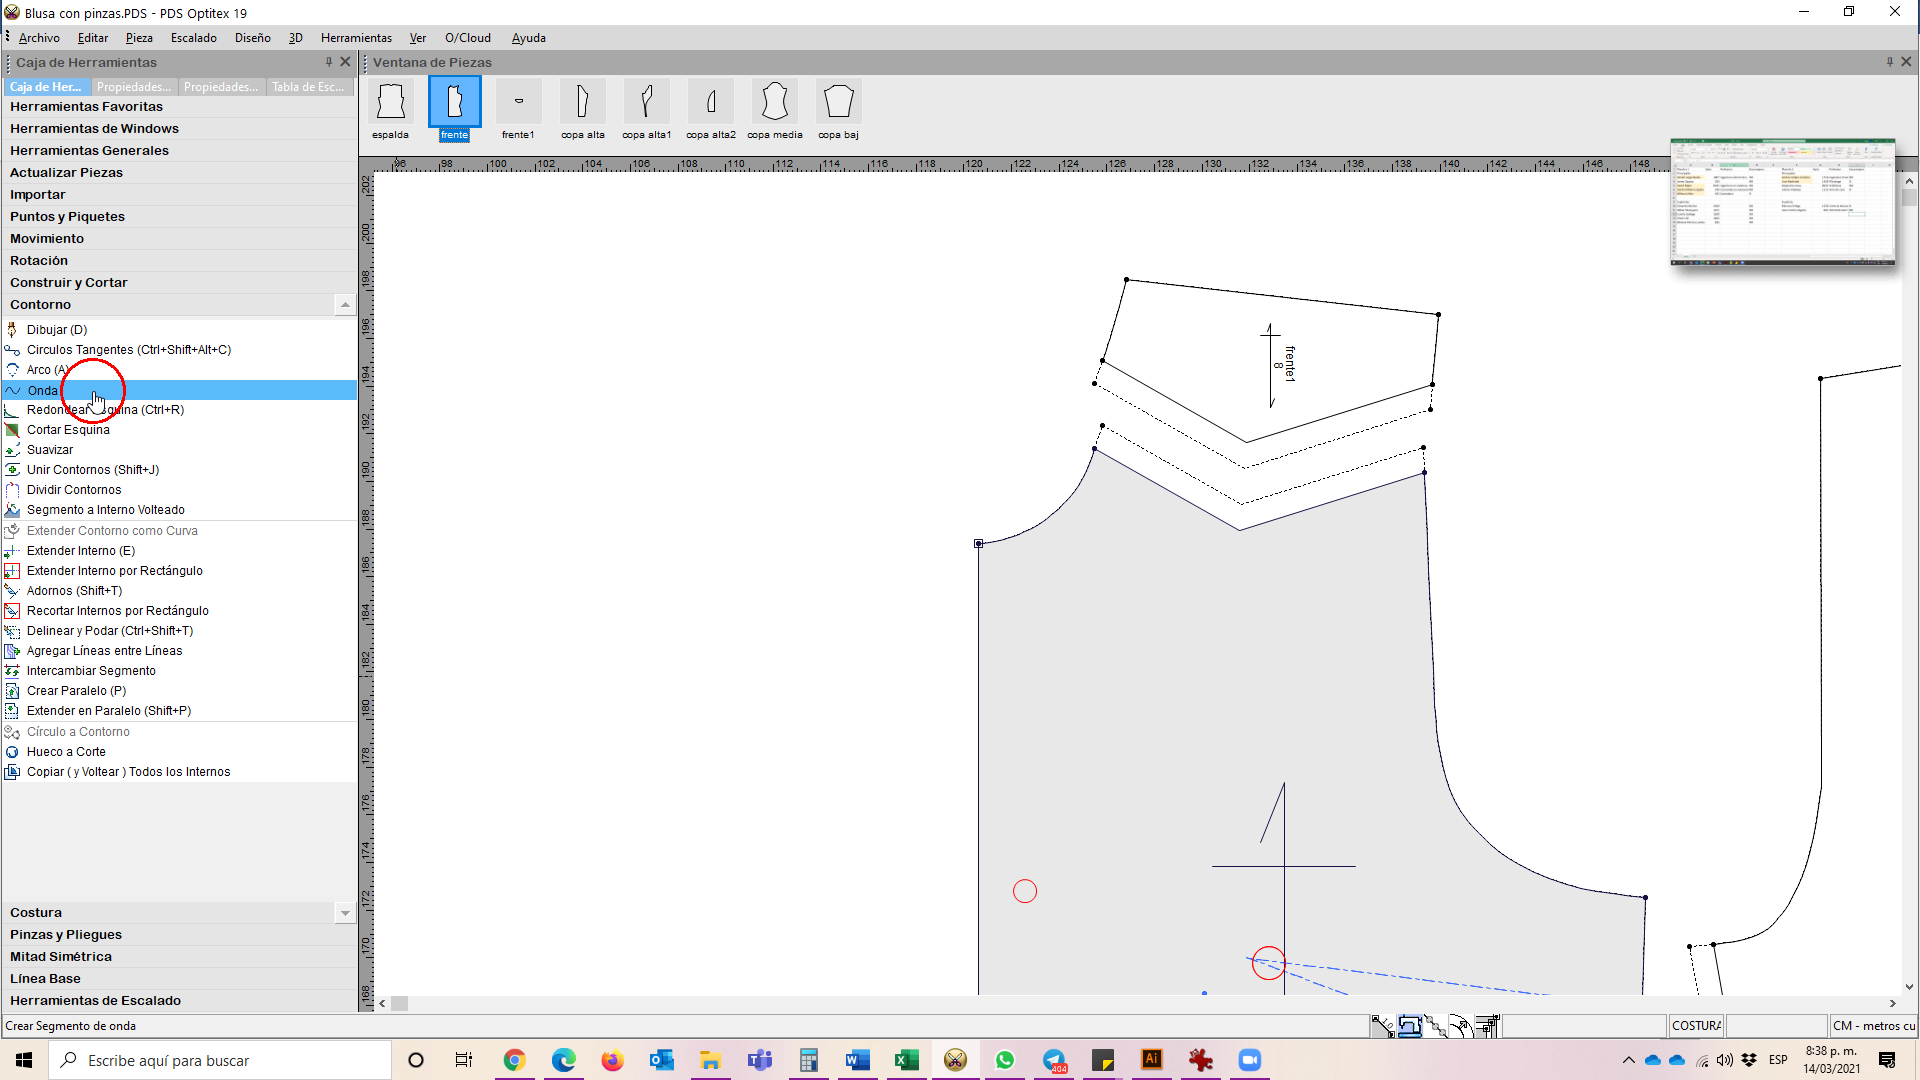 Blusa con pinzas.PDS - PDS Optitex 19
Archivo Editar Pieza Escalado Diseño 3D Herramientas Ver O/Cloud Ayuda
Caja de Herramientas
Ventana de Piezas
Caja de Her... Propiedades... Propiedades... Tabla de Esc...
Herramientas Favoritas
Herramientas de Windows
Herramientas Generales
Actualizar Piezas
Importar
Puntos y Piquetes
Movimiento
Rotación
Construir y Cortar
Contorno
Dibujar (D)
Circulos Tangentes (Ctrl+Shift+Alt+C)
Arco (A)
Onda
Redondear Esquina (Ctrl+R)
Cortar Esquina
Suavizar
Unir Contornos (Shift+J)
Dividir Contornos
Segmento a Interno Volteado
Extender Contorno como Curva
Extender Interno (E)
Extender Interno por Rectángulo
Adornos (Shift+T)
Recortar Internos por Rectángulo
Delinear y Podar (Ctrl+Shift+T)
Agregar Líneas entre Líneas
Intercambiar Segmento
Crear Paralelo (P)
Extender en Paralelo (Shift+P)
Círculo a Contorno
Hueco a Corte
Copiar ( y Voltear ) Todos los Internos
Costura
Pinzas y Pliegues
Mitad Simétrica
Línea Base
Herramientas de Escalado
espalda frente frente1 copa alta copa alta1 copa alta2 copa media copa baj
96 98 100 102 104 106 108 110 112 114 116 118 120 122 124 126 128 130 132 134 136 138 140 142 144 146 148
202
200
198
196
194
192
190
188
186
184
182
180
178
176
174
172
170
168
frente1
8
Crear Segmento de onda
COSTURA
CM - metros cu
Escribe aquí para buscar
404
Ai
ESP
8:38 p. m.
14/03/2021